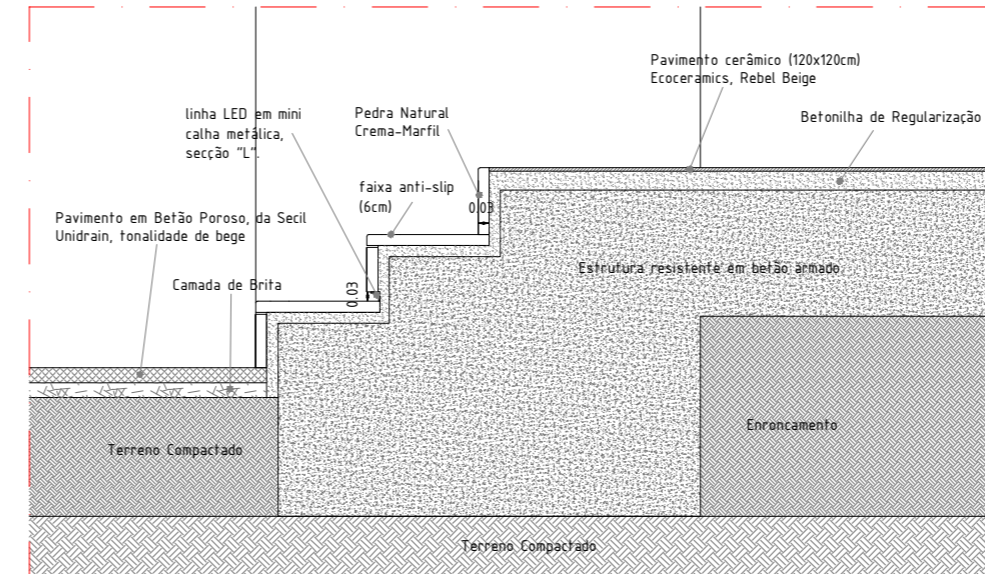 Pavimento cerâmico (120x120cm)
Ecoceramics, Rebel Beige
linha LED em mini
calha metálica,
secção "L".
Pedra Natural
Crema-Marfil
Betonilha de Regularização
faixa anti-slip
(6cm)
0.03
Pavimento em Betão Poroso, da Secil
Unidrain, tonalidade de bege
Estrutura resistente em betão armado
Camada de Brita
0.03
Enroncamento
Terreno Compactado
Terreno Compactado